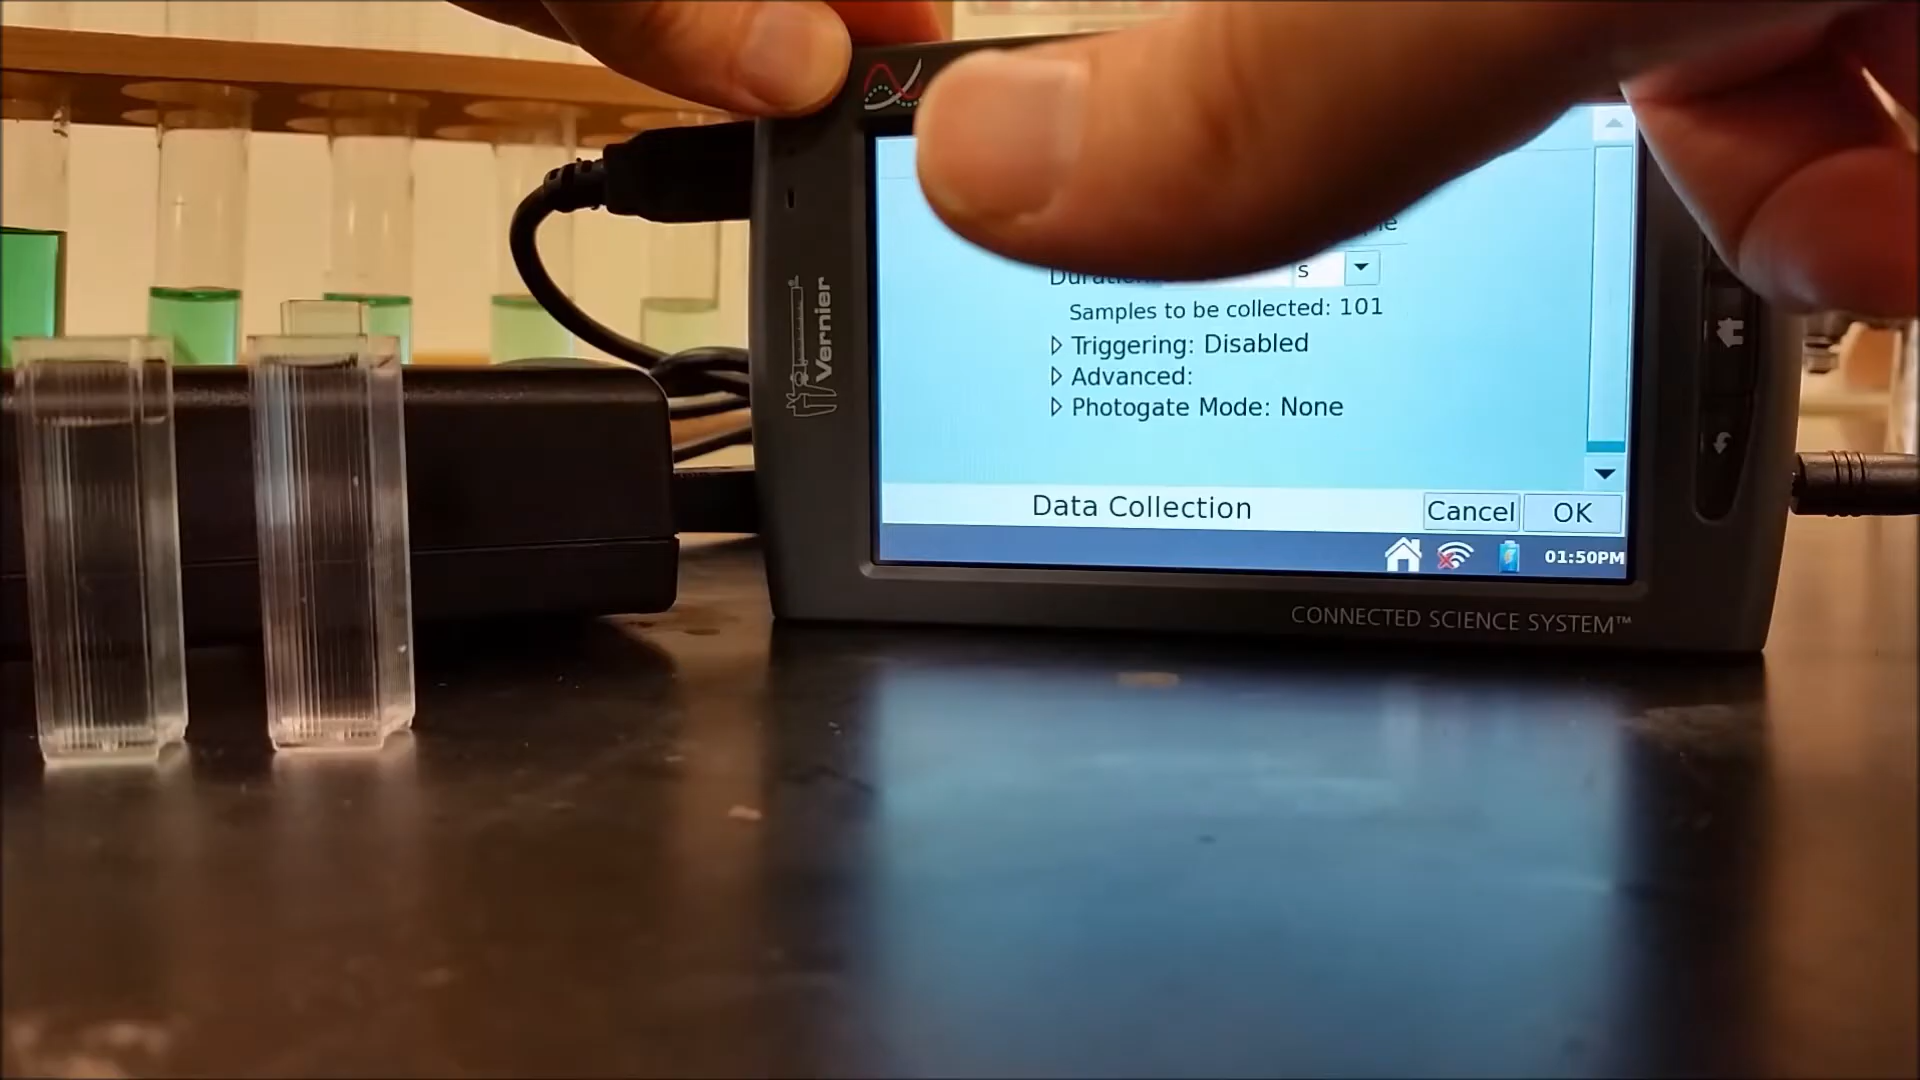 Vernier
s
Samples to be collected: 101
Triggering: Disabled
Advanced:
Photogate Mode: None
Data Collection
Cancel
OK
01:50PM
CONNECTED SCIENCE SYSTEM™